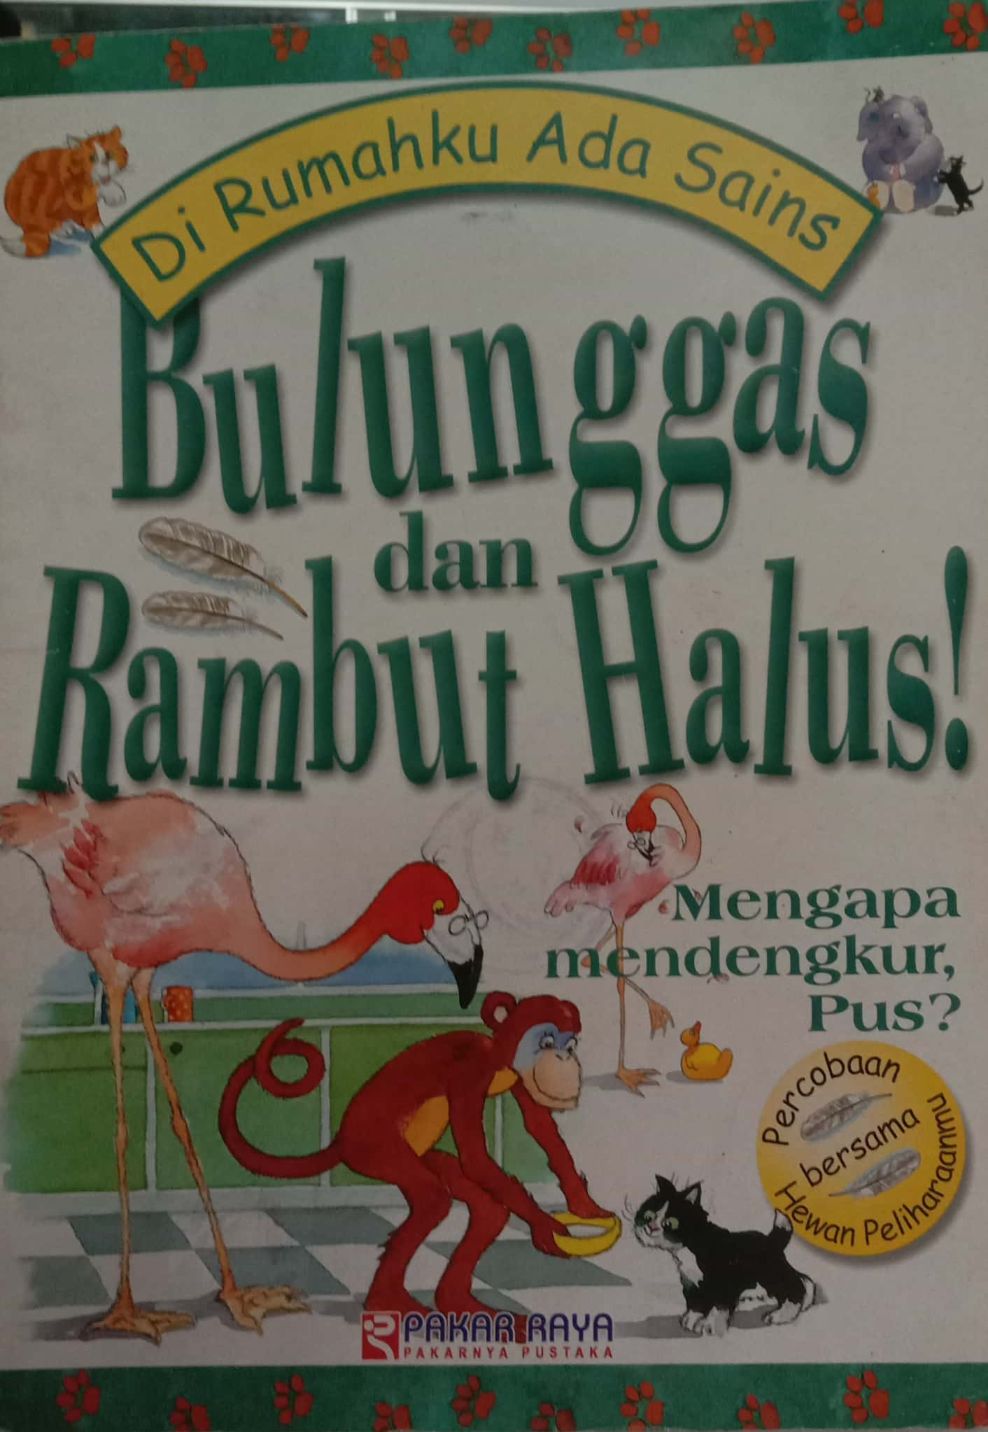 Di Rumahku Ada Sains
Bulunggas
dan
Rambut Halus!
Mengapa
mendengkur,
Pus?
Percobaan
bersama
Hewan Peliharaanmu
PAKAR RAYA
PAKARNYA PUSTAKA